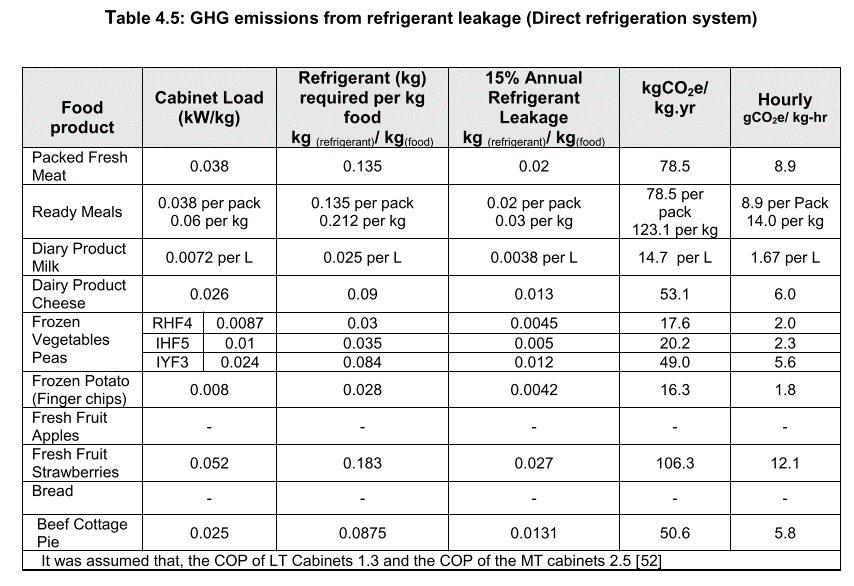 Table 4.5: GHG emissions from refrigerant leakage (Direct refrigeration system)
Food product Cabinet Load (kW/kg) Refrigerant (kg) required per kg food kg (refrigerant)/ kg(food) 15% Annual Refrigerant Leakage kg (refrigerant)/ kg(food) kgCO2e/ kg.yr Hourly gCO2e/ kg-hr
Packed Fresh Meat 0.038 0.135 0.02 78.5 8.9
Ready Meals 0.038 per pack 0.06 per kg 0.135 per pack 0.212 per kg 0.02 per pack 0.03 per kg 78.5 per pack 123.1 per kg 8.9 per Pack 14.0 per kg
Diary Product Milk 0.0072 per L 0.025 per L 0.0038 per L 14.7 per L 1.67 per L
Dairy Product Cheese 0.026 0.09 0.013 53.1 6.0
Frozen Vegetables Peas RHF4 0.0087 0.03 0.0045 17.6 2.0
IHF5 0.01 0.035 0.005 20.2 2.3
IYF3 0.024 0.084 0.012 49.0 5.6
Frozen Potato (Finger chips) 0.008 0.028 0.0042 16.3 1.8
Fresh Fruit Apples - - - - -
Fresh Fruit Strawberries 0.052 0.183 0.027 106.3 12.1
Bread - - - - -
Beef Cottage Pie 0.025 0.0875 0.0131 50.6 5.8
It was assumed that, the COP of LT Cabinets 1.3 and the COP of the MT cabinets 2.5 [52]